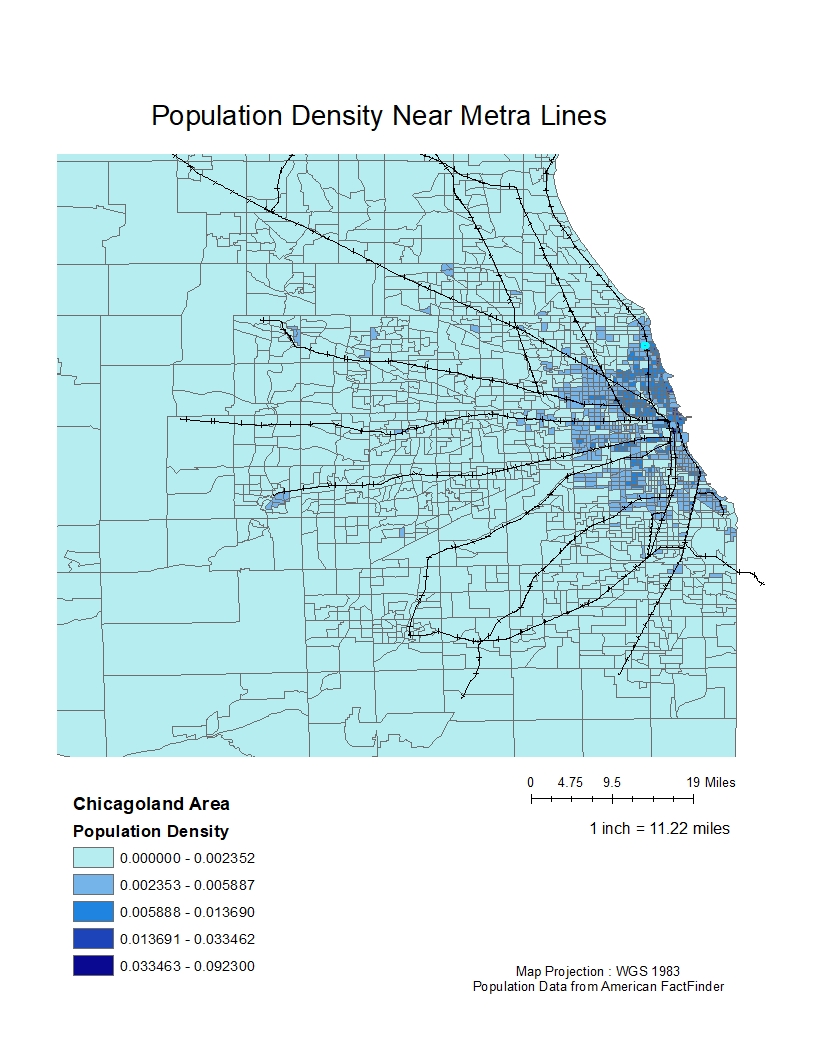 Population Density Near Metra Lines
0 4.75 9.5 19 Miles
1 inch = 11.22 miles
Chicagoland Area
Population Density
0.000000 - 0.002352
0.002353 - 0.005887
0.005888 - 0.013690
0.013691 - 0.033462
0.033463 - 0.092300
Map Projection : WGS 1983
Population Data from American FactFinder